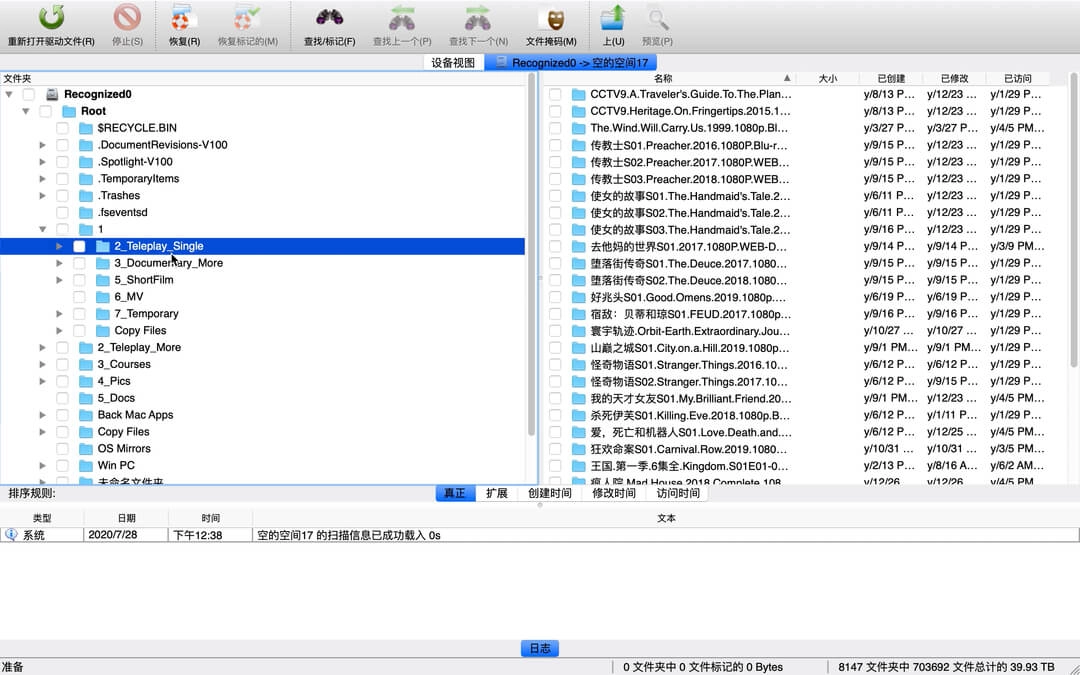 重新打开驱动文件(R) 停止(S) 恢复(R) 恢复标记的(M) 查找/标记(F) 查找上一个(P) 查找下一个(N) 文件掩码(M) 上(U) 预览(P)
设备视图 Recognized0 -> 空的空间17
文件夹
Recognized0
Root
$RECYCLE.BIN
.DocumentRevisions-V100
.Spotlight-V100
.TemporaryItems
.Trashes
.fseventsd
1
2_Teleplay_Single
3_Documentary_More
5_ShortFilm
6_MV
7_Temporary
Copy Files
2_Teleplay_More
3_Courses
4_Pics
5_Docs
Back Mac Apps
Copy Files
OS Mirrors
Win PC
未命名文件夹
名称 大小 已创建 已修改 已访问
CCTV9.A.Traveler's.Guide.To.The.Plan... y/8/13 P... y/12/23 ... y/1/29 P...
CCTV9.Heritage.On.Fringertips.2015.1... y/8/13 P... y/12/23 ... y/1/29 P...
The.Wind.Will.Carry.Us.1999.1080p.Bl... y/3/27 P... y/3/27 P... y/4/5 PM...
传教士S01.Preacher.2016.1080P.Blu-r... y/9/15 P... y/12/23 ... y/1/29 P...
传教士S02.Preacher.2017.1080P.WEB... y/9/15 P... y/12/23 ... y/1/29 P...
传教士S03.Preacher.2018.1080P.WEB... y/9/15 P... y/12/23 ... y/1/29 P...
使女的故事S01.The.Handmaid's.Tale.2... y/6/11 P... y/12/23 ... y/1/29 P...
使女的故事S02.The.Handmaid's.Tale.2... y/6/11 P... y/12/23 ... y/1/29 P...
使女的故事S03.The.Handmaid's.Tale.2... y/9/16 P... y/12/23 ... y/1/29 P...
去他妈的世界S01.2017.1080P.WEB-D... y/9/14 P... y/9/14 P... y/3/9 PM...
堕落街传奇S01.The.Deuce.2017.1080... y/9/15 P... y/9/15 P... y/1/29 P...
堕落街传奇S02.The.Deuce.2018.1080... y/9/15 P... y/9/15 P... y/1/29 P...
好兆头S01.Good.Omens.2019.1080p.... y/6/19 P... y/6/19 P... y/1/29 P...
宿敌：贝蒂和琼S01.FEUD.2017.1080p... y/9/16 P... y/9/16 P... y/1/29 P...
寰宇轨迹.Orbit-Earth.Extraordinary.Jou... y/10/27 ... y/10/27 ... y/1/29 P...
山巅之城S01.City.on.a.Hill.2019.1080p... y/9/1 PM... y/9/1 PM... y/1/29 P...
怪奇物语S01.Stranger.Things.2016.10... y/6/12 P... y/6/12 P... y/1/29 P...
怪奇物语S02.Stranger.Things.2017.10... y/6/12 P... y/9/15 P... y/1/29 P...
我的天才女友S01.My.Brilliant.Friend.20... y/9/1 PM... y/12/23 ... y/4/5 PM...
杀死伊芙S01.Killing.Eve.2018.1080p.B... y/6/12 P... y/1/11 P... y/1/29 P...
爱，死亡和机器人S01.Love.Death.and.... y/6/12 P... y/12/25 ... y/4/5 PM...
狂欢命案S01.Carnival.Row.2019.1080... y/10/31 ... y/10/31 ... y/3/5 PM...
王国.第一季.6集全.Kingdom.S01E01-0... y/2/13 P... y/8/16 A... y/6/2 AM...
疯人院.Mad House.2018.Complete.108... y/12/26 y/12/26 y/4/5 PM
排序规则: 真正 扩展 创建时间 修改时间 访问时间
类型 日期 时间 文本
系统 2020/7/28 下午12:38 空的空间17 的扫描信息已成功载入 0s
日志
准备 0 文件夹中 0 文件标记的 0 Bytes 8147 文件夹中 703692 文件总计的 39.93 TB